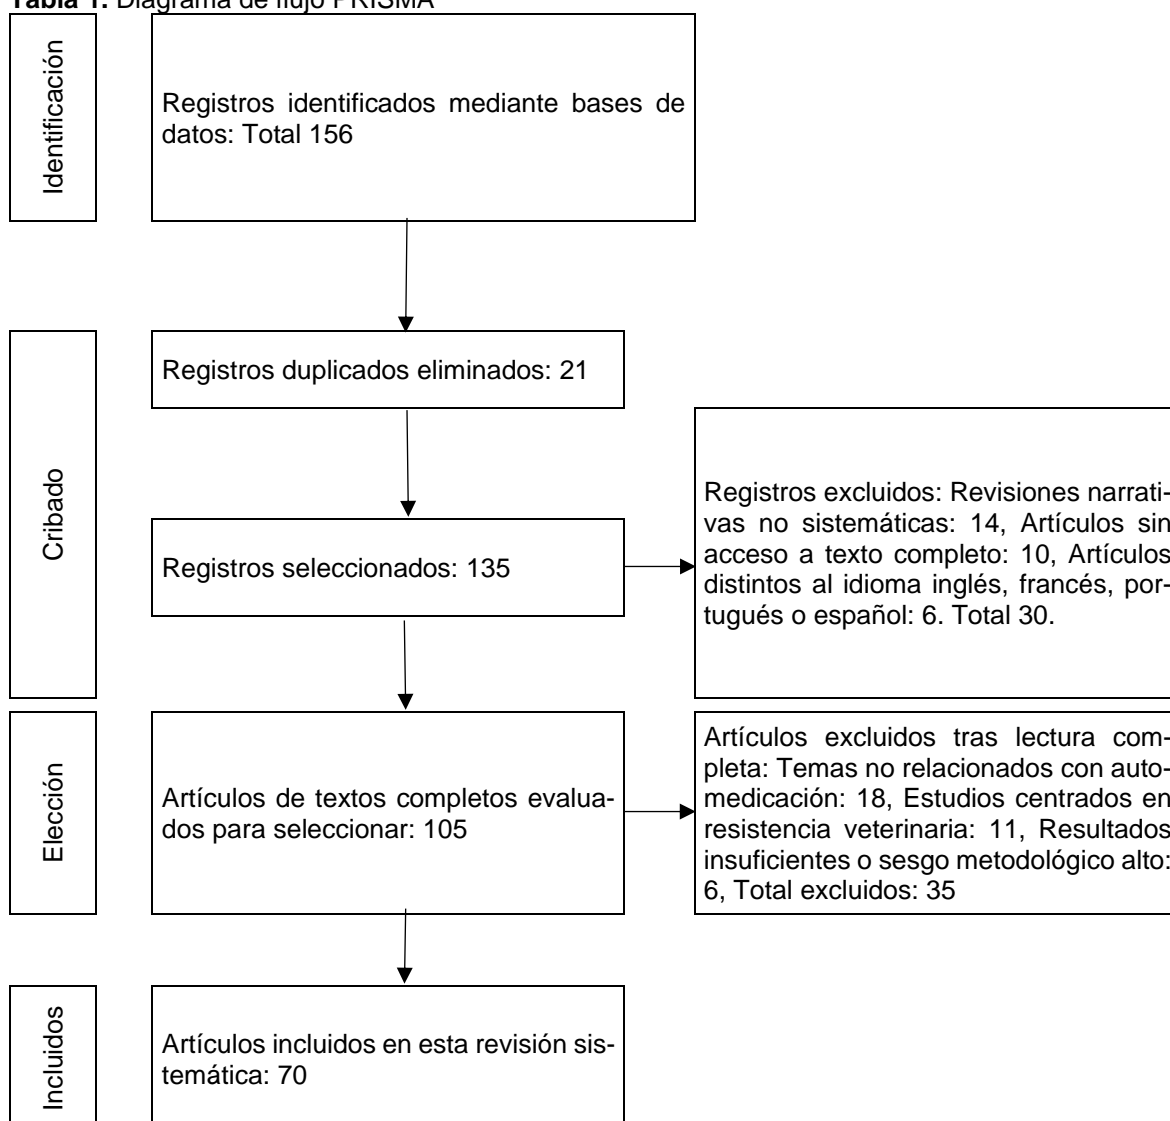 Tabla 1. Diagrama de flujo PRISMA
Identificación
Registros identificados mediante bases de
datos: Total 156
Cribado
Registros duplicados eliminados: 21
Registros seleccionados: 135
Registros excluidos: Revisiones narrati-
vas no sistemáticas: 14, Artículos sin
acceso a texto completo: 10, Artículos
distintos al idioma inglés, francés, por-
tugués o español: 6. Total 30.
Elección
Artículos de textos completos evalua-
dos para seleccionar: 105
Artículos excluidos tras lectura com-
pleta: Temas no relacionados con auto-
medicación: 18, Estudios centrados en
resistencia veterinaria: 11, Resultados
insuficientes o sesgo metodológico alto:
6, Total excluidos: 35
Incluidos
Artículos incluidos en esta revisión sis-
temática: 70